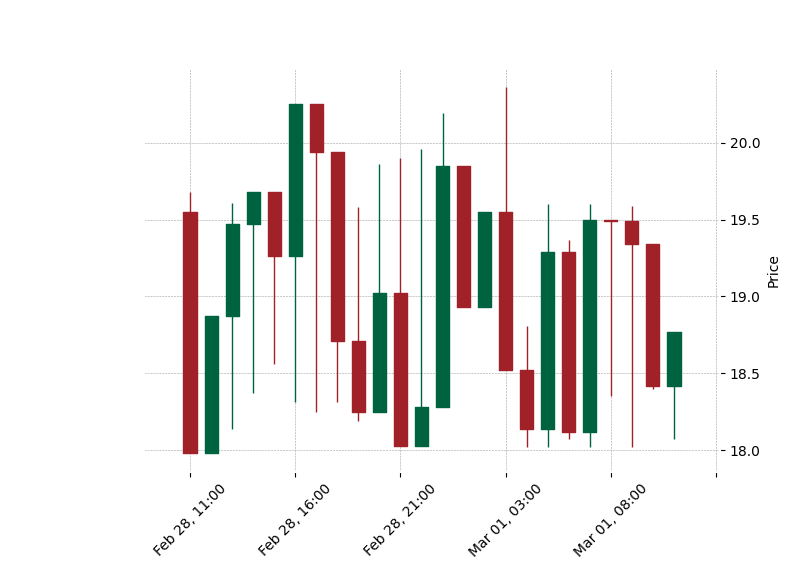 20.0
19.5
19.0
18.5
18.0
Price
Feb 28, 11:00
Feb 28, 16:00
Feb 28, 21:00
Mar 01, 03:00
Mar 01, 08:00